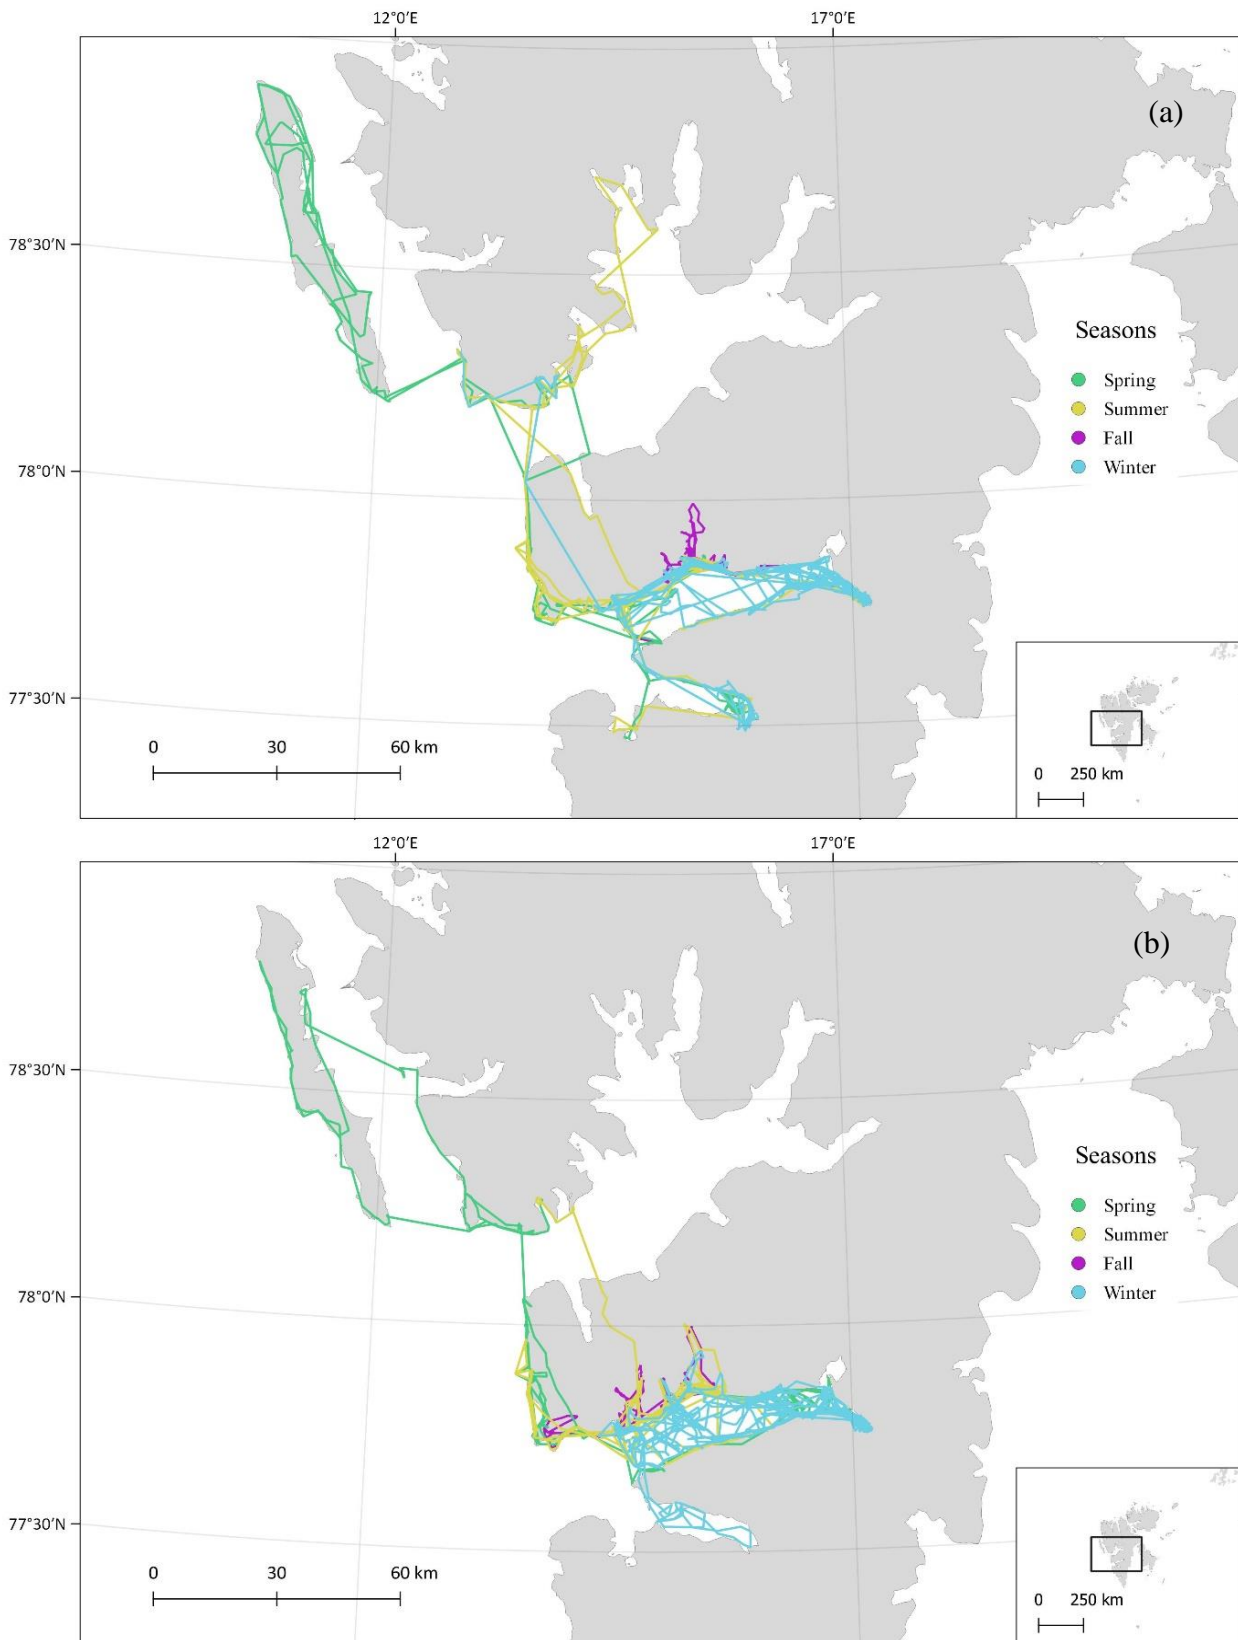 12°0’E 17°0’E
(a)
78°30’N
Seasons
Spring
Summer
Fall
Winter
78°0’N
77°30’N
0 30 60 km
0 250 km
12°0’E 17°0’E
(b)
78°30’N
Seasons
Spring
Summer
Fall
Winter
78°0’N
77°30’N
0 30 60 km
0 250 km